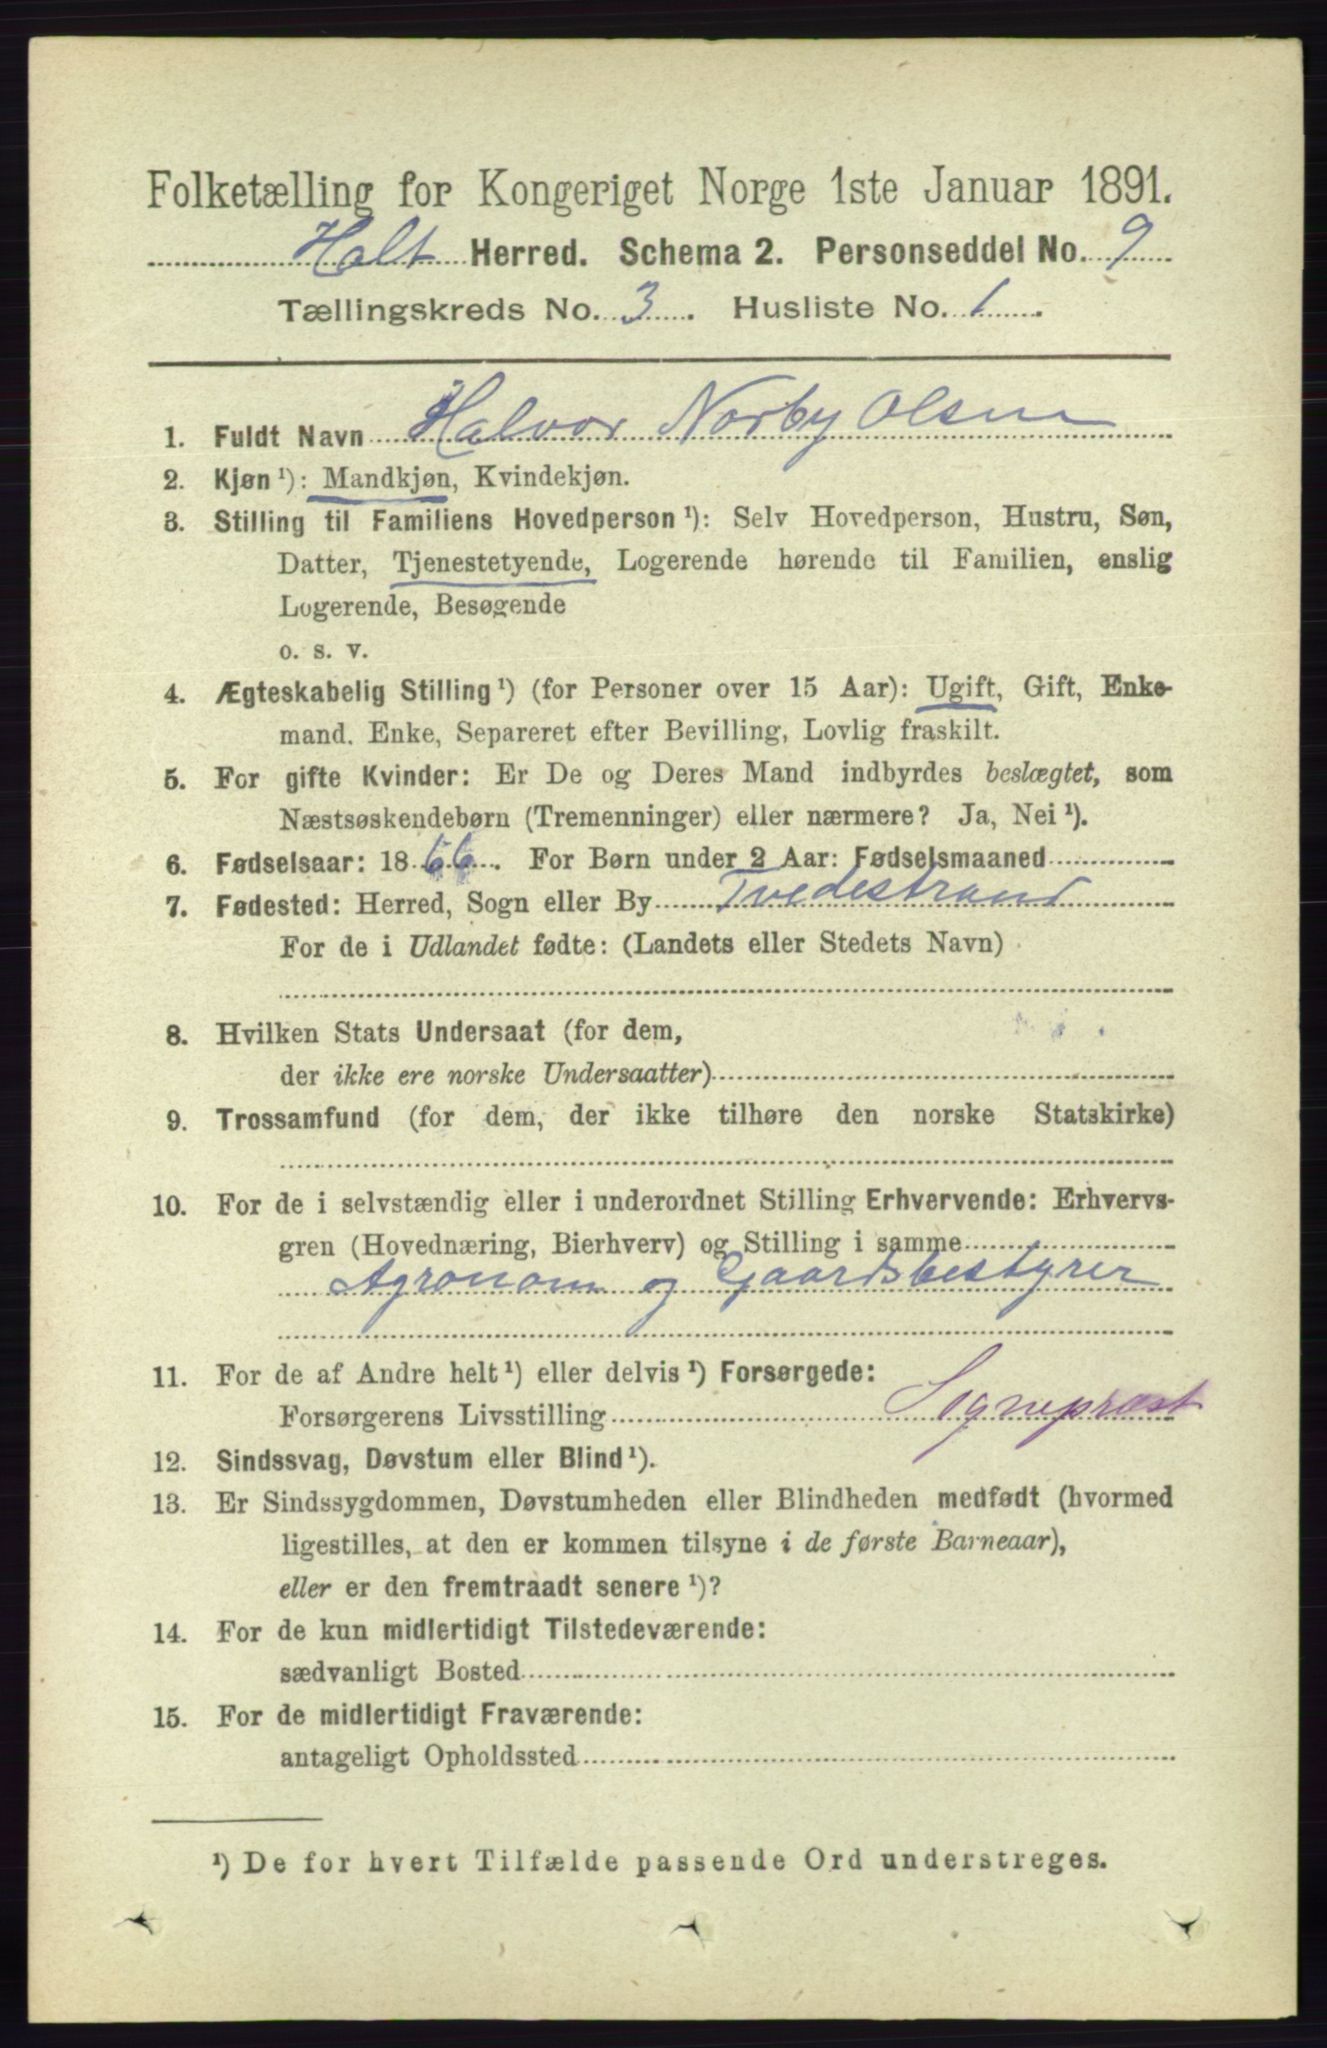 Folketælling for Kongeriget Norge 1ste Januar 1891.
Holt Herred. Schema 2. Personseddel No. 9
Tællingskreds No. 3. Husliste No. 1.
1. Fuldt Navn Halvor Norby Olsen
2. Kjøn ¹): Mandkjøn, Kvindekjøn.
3. Stilling til Familiens Hovedperson ¹): Selv Hovedperson, Hustru, Søn,
Datter, Tjenestetyende, Logerende hørende til Familien, enslig
Logerende, Besøgende
o. s. v.
4. Ægteskabelig Stilling ¹) (for Personer over 15 Aar): Ugift, Gift, Enke-
mand. Enke, Separeret efter Bevilling, Lovlig fraskilt.
5. For gifte Kvinder: Er De og Deres Mand indbyrdes beslægtet, som
Næstsøskendebørn (Tremenninger) eller nærmere? Ja, Nei ¹).
6. Fødselsaar: 1866. For Børn under 2 Aar: Fødselsmaaned
7. Fødested: Herred, Sogn eller By Tvedestrand
For de i Udlandet fødte: (Landets eller Stedets Navn)
8. Hvilken Stats Undersaat (for dem,
der ikke ere norske Undersaatter)
9. Trossamfund (for dem, der ikke tilhøre den norske Statskirke)
10. For de i selvstændig eller i underordnet Stilling Erhvervende: Erhvervs-
gren (Hovednæring, Bierhverv) og Stilling i samme
Agronom og Gaardsbestyrer
11. For de af Andre helt ¹) eller delvis ¹) Forsørgede:
Forsørgerens Livsstilling Sognepræst
12. Sindssvag, Døvstum eller Blind ¹).
13. Er Sindssygdommen, Døvstumheden eller Blindheden medfødt (hvormed
ligestilles, at den er kommen tilsyne i de første Barneaar),
eller er den fremtraadt senere ¹)?
14. For de kun midlertidigt Tilstedeværende:
sædvanligt Bosted
15. For de midlertidigt Fraværende:
antageligt Opholdssted
¹) De for hvert Tilfælde passende Ord understreges.